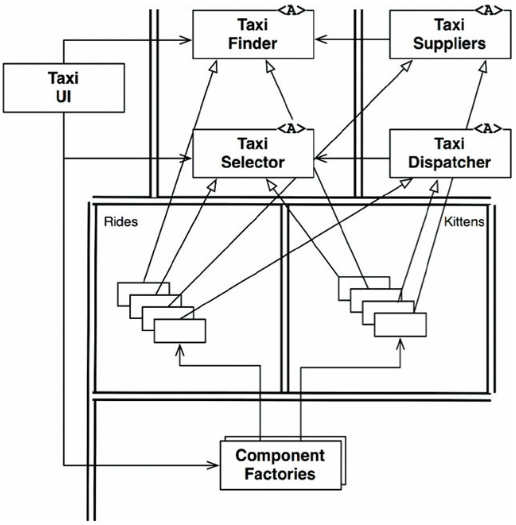 <A>
Taxi
Finder
<A>
Taxi
Suppliers
Taxi
UI
<A>
Taxi
Selector
<A>
Taxi
Dispatcher
Rides
Kittens
Component
Factories